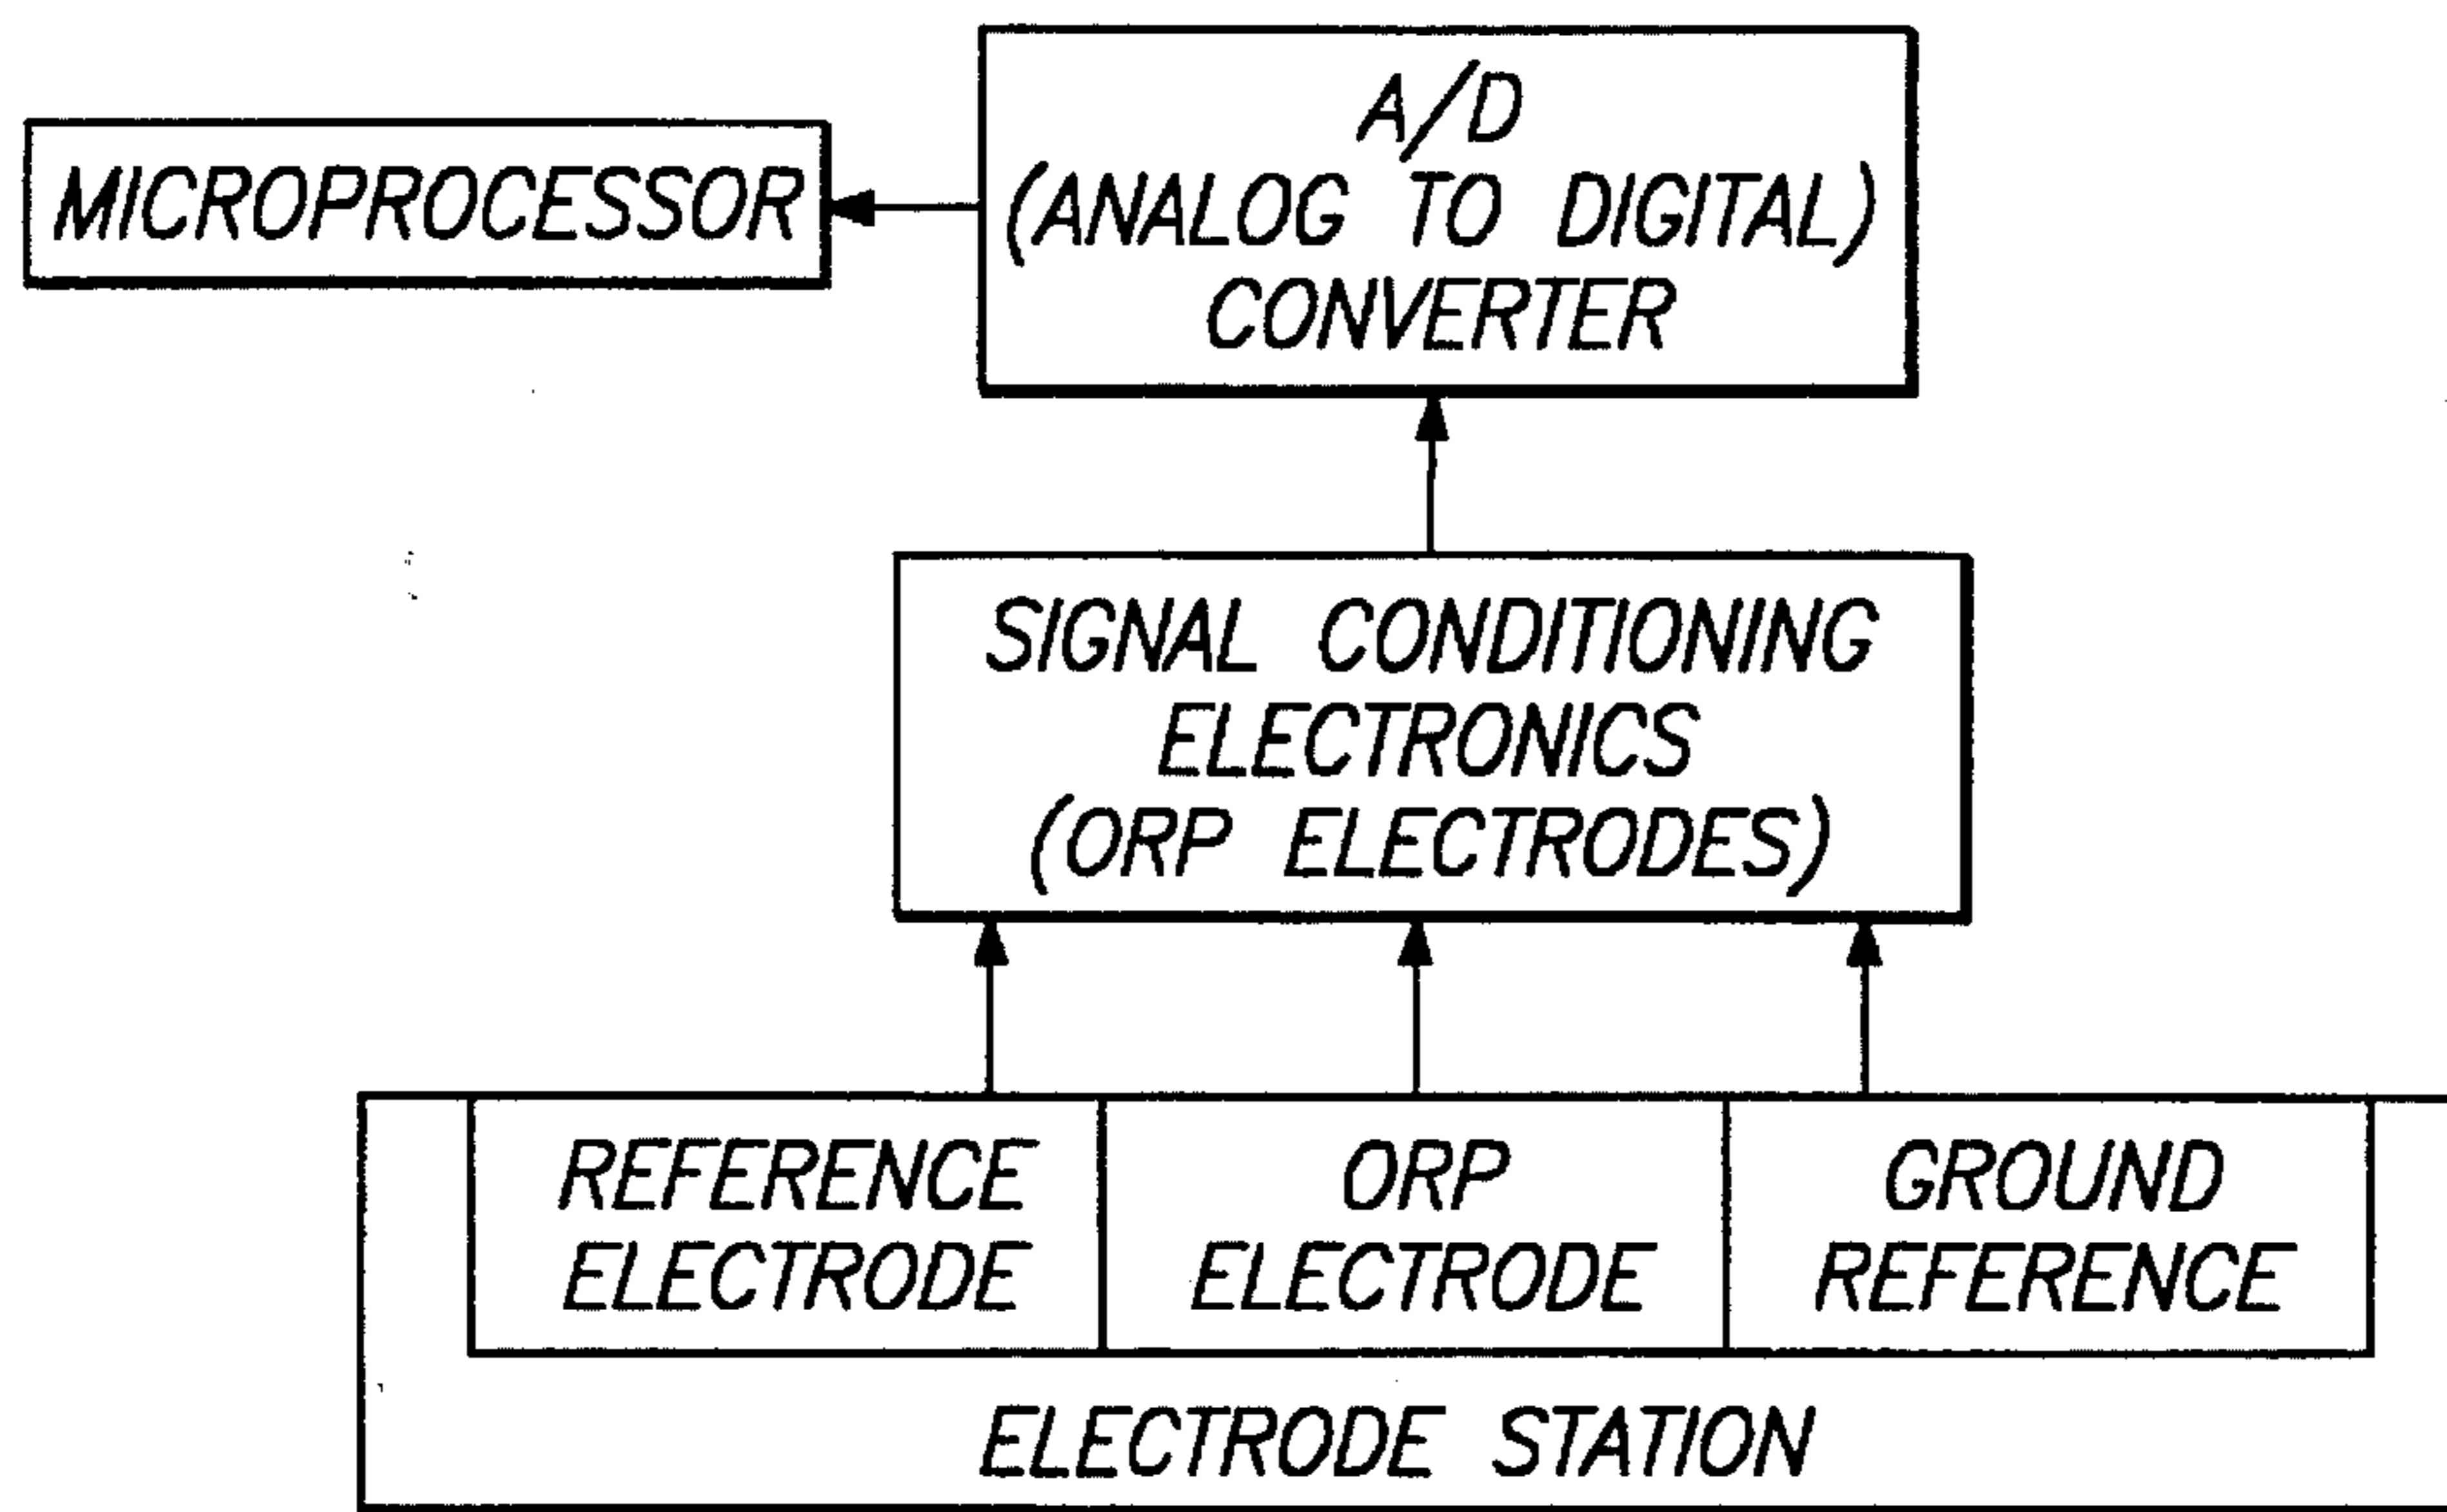 A/D
(ANALOG TO DIGITAL)
CONVERTER
MICROPROCESSOR
SIGNAL CONDITIONING
ELECTRONICS
(ORP ELECTRODES)
REFERENCE
ELECTRODE
ORP
ELECTRODE
GROUND
REFERENCE
ELECTRODE STATION